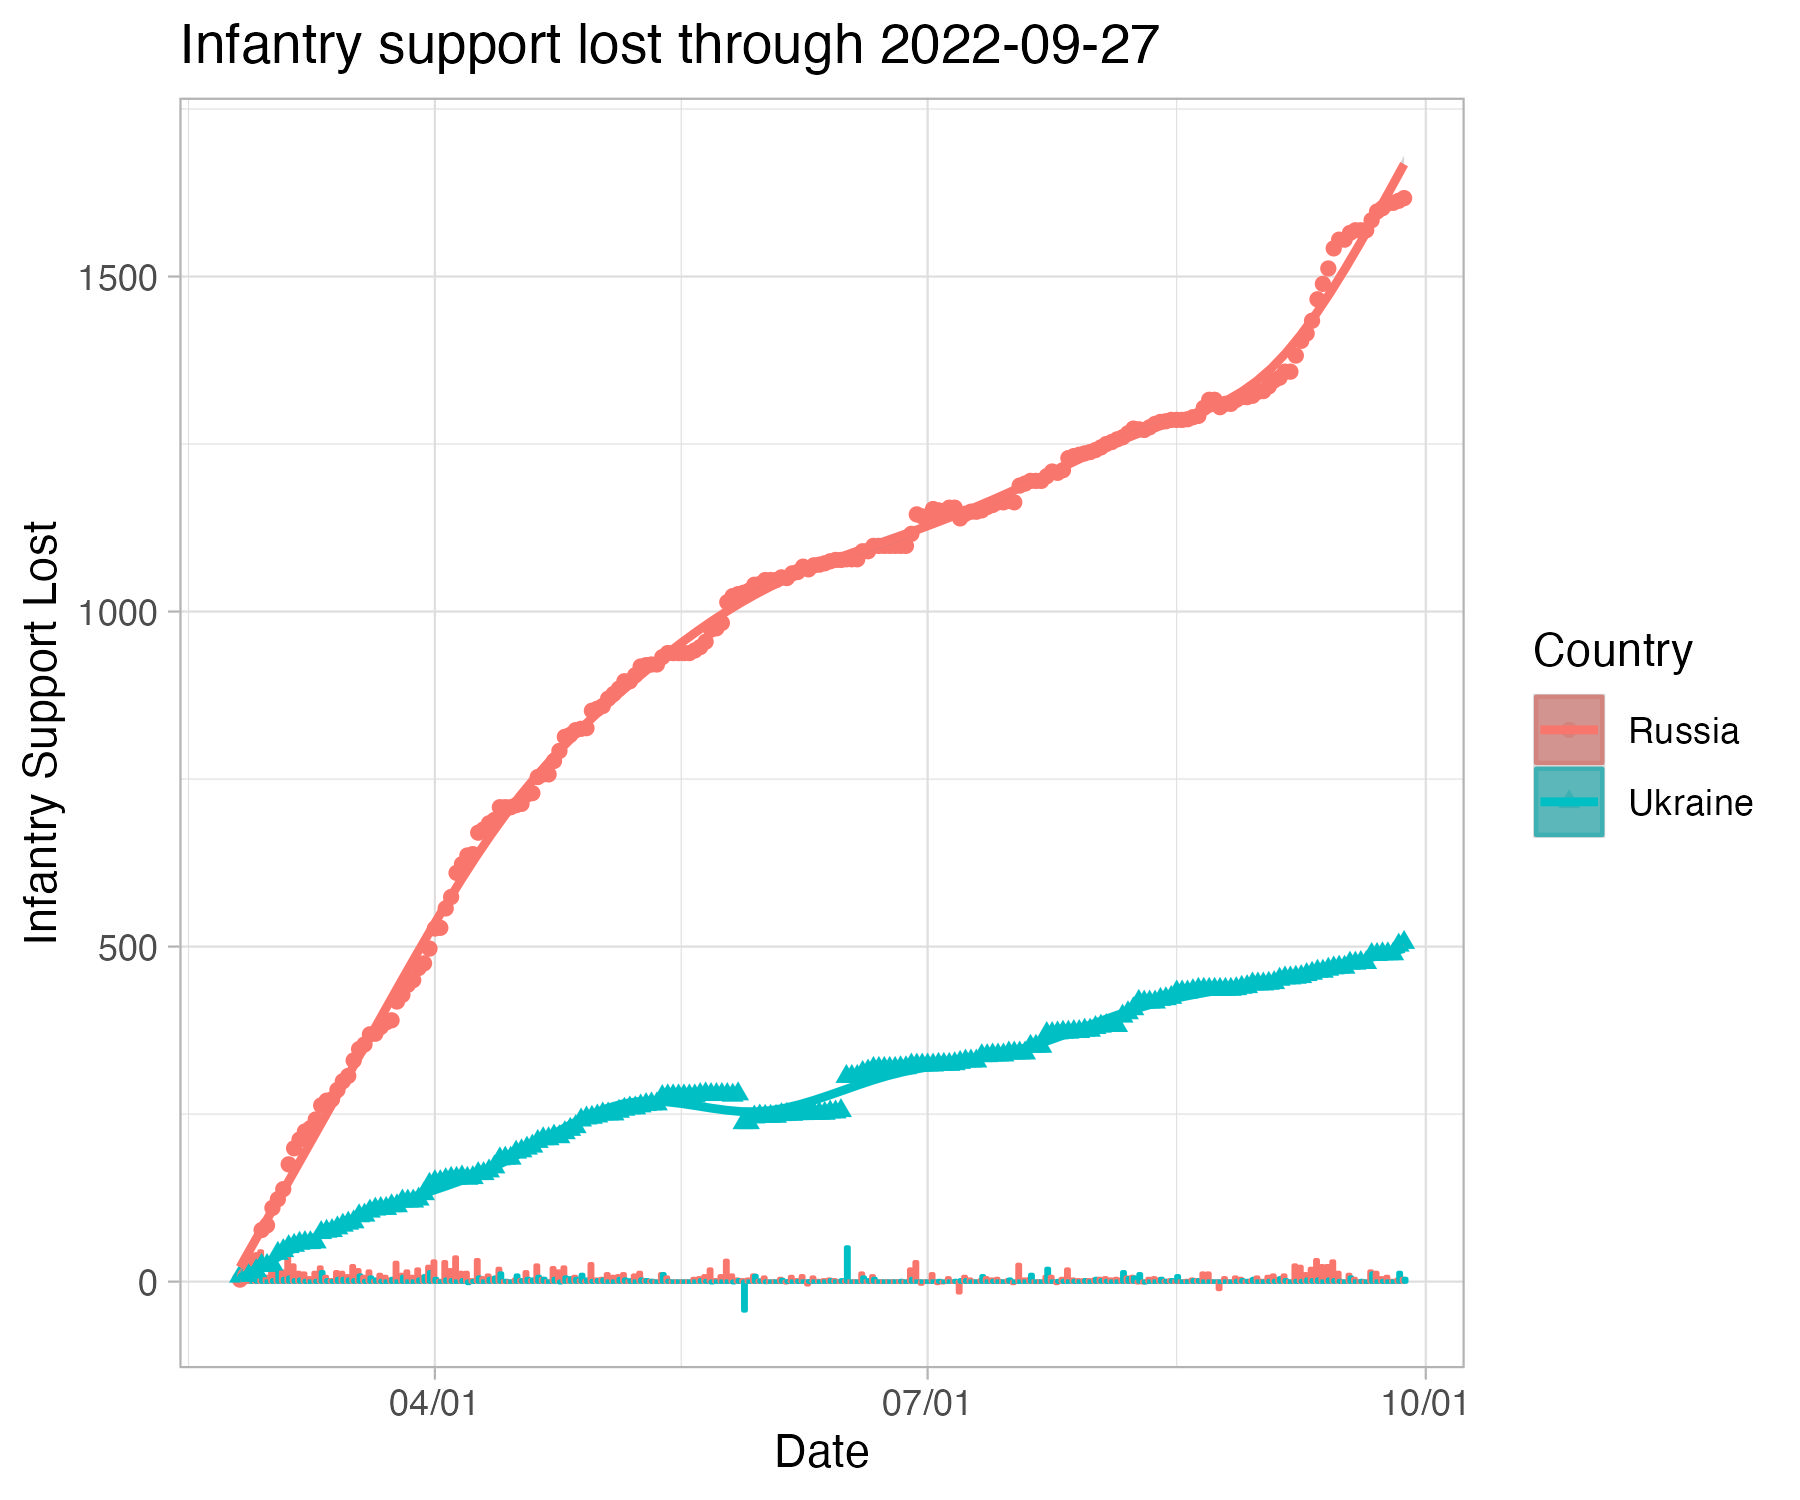 Infantry support lost through 2022-09-27
Infantry Support Lost
1500
1000
500
0
04/01
07/01
10/01
Date
Country
Russia
Ukraine